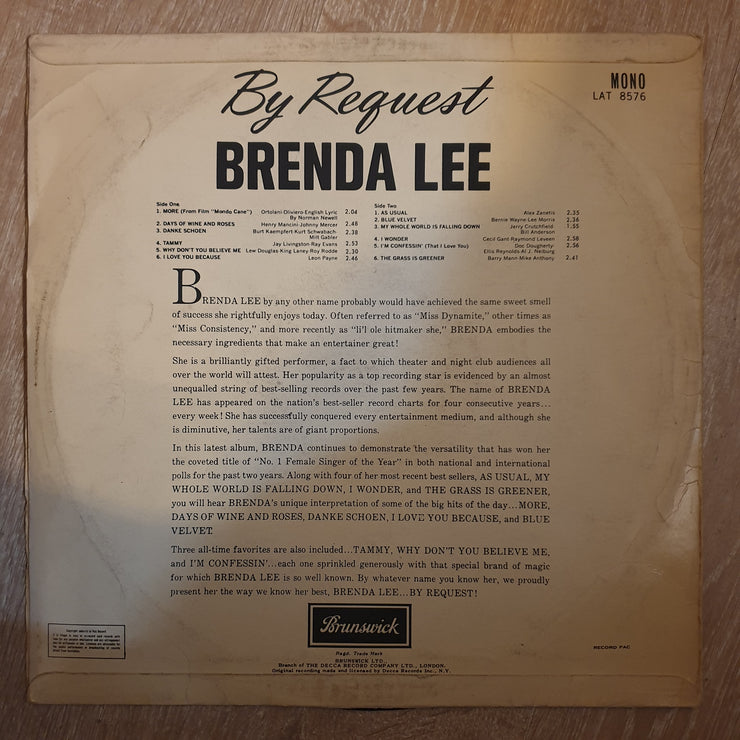 By Request
MONO
LAT 8576
BRENDA LEE
Side One
1. MORE (From Film "Mondo Cane") Ortolani-Oliviero-English Lyric 2.04
By Norman Newell
2. DAYS OF WINE AND ROSES Henry Mancini-Johnny Mercer 2.48
3. DANKE SCHOEN Burt Kaempfert Kurt Schwabach- 2.38
Milt Gabler
4. TAMMY Jay Livingston-Ray Evans 2.53
5. WHY DON'T YOU BELIEVE ME Lew Douglas King Laney Roy Rodde 2.30
6. I LOVE YOU BECAUSE Leon Payne 2.46
Side Two
1. AS USUAL Alex Zanetis 2.35
2. BLUE VELVET Bernie Wayne-Lee Morris 2.36
3. MY WHOLE WORLD IS FALLING DOWN Jerry Crutchfield 1.55
Bill Anderson
4. I WONDER Cecil Gant Raymond Leveen 2.58
5. I'M CONFESSIN' (That I Love You) Doc Dougherty 2.56
Ellis Reynolds Al J. Neiburg
6. THE GRASS IS GREENER Barry Mann-Mike Anthony 2.41
BRENDA LEE by any other name probably would have achieved the same sweet smell
of success she rightfully enjoys today. Often referred to as "Miss Dynamite," other times as
"Miss Consistency," and more recently as "li'l ole hitmaker she," BRENDA embodies the
necessary ingredients that make an entertainer great!
She is a brilliantly gifted performer, a fact to which theater and night club audiences all
over the world will attest. Her popularity as a top recording star is evidenced by an almost
unequalled string of best-selling records over the past few years. The name of BRENDA
LEE has appeared on the nation's best-seller record charts for four consecutive years...
every week! She has successfully conquered every entertainment medium, and although she
is diminutive, her talents are of giant proportions.
In this latest album, BRENDA continues to demonstrate the versatility that has won her
the coveted title of "No. 1 Female Singer of the Year" in both national and international
polls for the past two years. Along with four of her most recent best sellers, AS USUAL, MY
WHOLE WORLD IS FALLING DOWN, I WONDER, and THE GRASS IS GREENER,
you will hear BRENDA's unique interpretation of some of the big hits of the day...MORE,
DAYS OF WINE AND ROSES, DANKE SCHOEN, I LOVE YOU BECAUSE, and BLUE
VELVET.
Three all-time favorites are also included...TAMMY, WHY DON'T YOU BELIEVE ME,
and I'M CONFESSIN'...each one sprinkled generously with that special brand of magic
for which BRENDA LEE is so well known. By whatever name you know her, we proudly
present her the way we know her best, BRENDA LEE...BY REQUEST!
Brunswick
Regd. Trade Mark
BRUNSWICK LTD.,
Branch of THE DECCA RECORD COMPANY LTD., LONDON.
Original recording made and licensed by Decca Records Inc., N.Y.
RECORD PAC